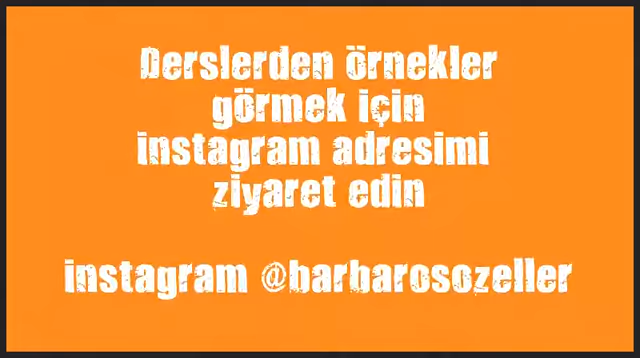 Derslerden örnekler
görmek için
instagram adresimi
ziyaret edin
instagram @barbarosozeller